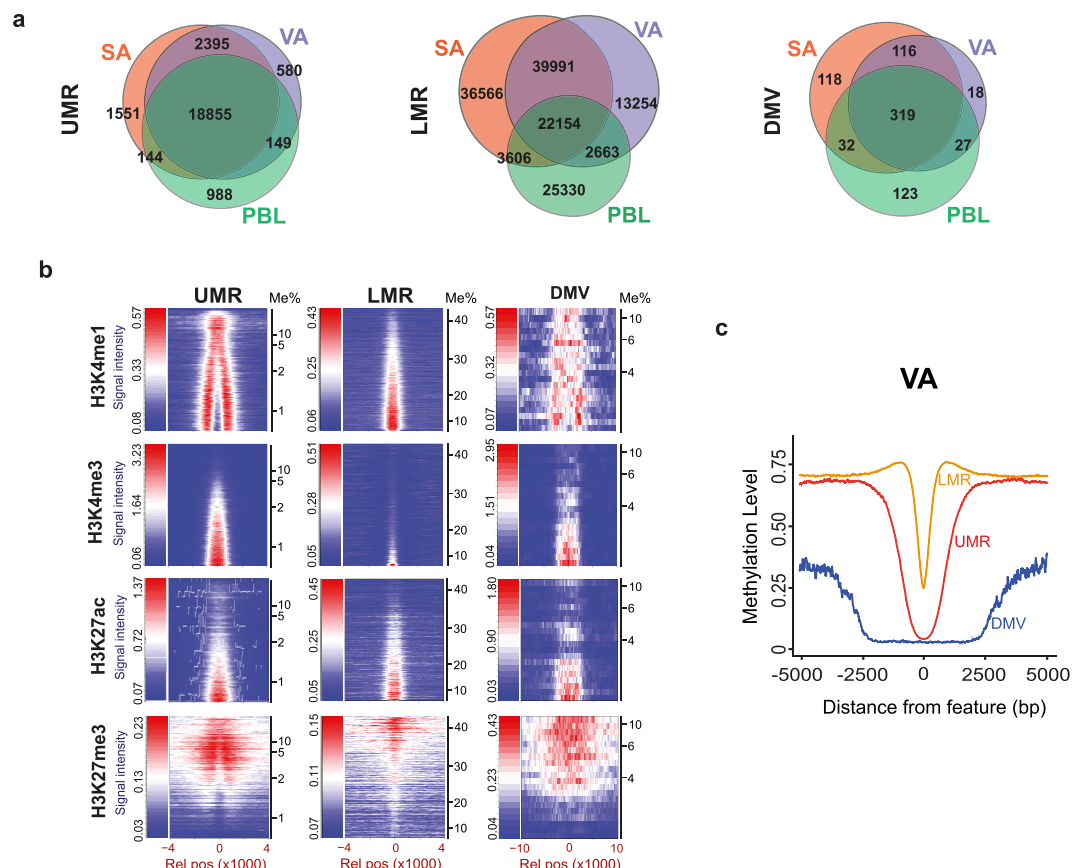 a
UMR
SA
VA
2395
580
1551
18855
144
149
988
PBL
LMR
SA
VA
39991
36566
13254
22154
3606
2663
25330
PBL
DMV
SA
VA
116
118
18
319
32
27
123
PBL
b
UMR
Me%
LMR
Me%
DMV
Me%
H3K4me1
Signal intensity
0.57
0.33
0.08
10
5
2
1
0.43
0.25
0.06
40
30
20
10
0.57
0.32
0.07
10
6
4
H3K4me3
Signal intensity
3.23
1.64
0.06
10
5
2
1
0.51
0.28
0.05
40
30
20
10
2.95
1.51
0.04
10
6
4
H3K27ac
Signal intensity
1.37
0.72
0.07
10
5
2
1
0.45
0.25
0.05
40
30
20
10
1.80
0.90
0.03
10
6
4
H3K27me3
Signal intensity
0.23
0.13
0.03
10
5
2
1
0.15
0.11
0.07
40
30
20
10
0.43
0.23
0.04
10
6
4
−4 0 4
Rel pos (x1000)
−4 0 4
Rel pos (x1000)
−10 0 10
Rel pos (x1000)
c
VA
Methylation Level
0.75
0.50
0.25
0
LMR
UMR
DMV
-5000 -2500 0 2500 5000
Distance from feature (bp)